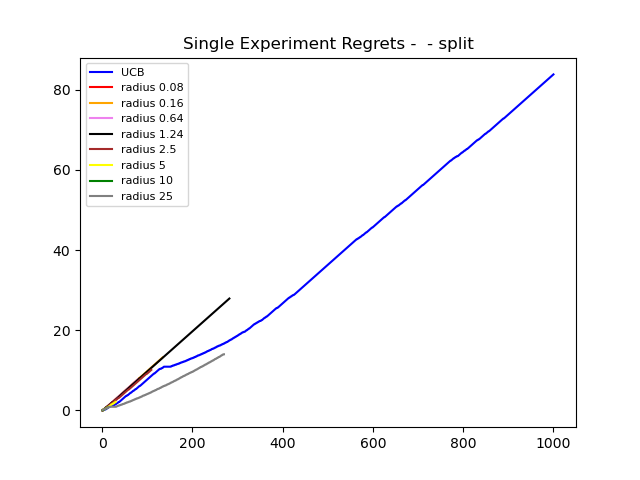 Single Experiment Regrets -  - split
UCB
radius 0.08
radius 0.16
radius 0.64
radius 1.24
radius 2.5
radius 5
radius 10
radius 25
80
60
40
20
0
0 200 400 600 800 1000